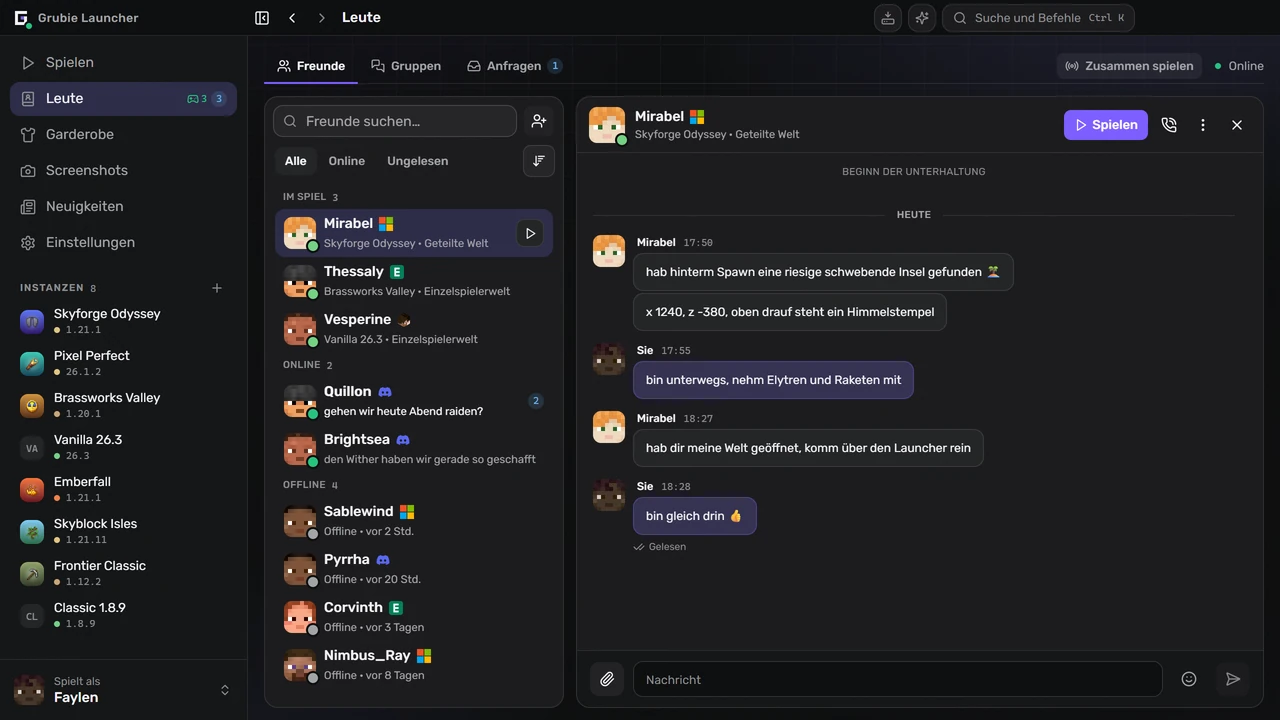 Grubie Launcher
Leute
Suche und Befehle Ctrl K
Spielen
Leute 3 3
Garderobe
Screenshots
Neuigkeiten
Einstellungen
INSTANZEN 8
Skyforge Odyssey
1.21.1
Pixel Perfect
26.1.2
Brassworks Valley
1.20.1
VA
Vanilla 26.3
26.3
Emberfall
1.21.1
Skyblock Isles
1.21.11
Frontier Classic
1.12.2
CL
Classic 1.8.9
1.8.9
Spielt als
Faylen
Freunde
Gruppen
Anfragen 1
Zusammen spielen
Online
Freunde suchen...
Alle
Online
Ungelesen
IM SPIEL 3
Mirabel
Skyforge Odyssey • Geteilte Welt
Thessaly E
Brassworks Valley • Einzelspielerwelt
Vesperine
Vanilla 26.3 • Einzelspielerwelt
ONLINE 2
Quillon
gehen wir heute Abend raiden?
2
Brightsea
den Wither haben wir gerade so geschafft
OFFLINE 4
Sablewind
Offline • vor 2 Std.
Pyrrha
Offline • vor 20 Std.
Corvinth E
Offline • vor 3 Tagen
Nimbus_Ray
Offline • vor 8 Tagen
Mirabel
Skyforge Odyssey • Geteilte Welt
Spielen
BEGINN DER UNTERHALTUNG
HEUTE
Mirabel 17:50
hab hinterm Spawn eine riesige schwebende Insel gefunden 🏝️
x 1240, z -380, oben drauf steht ein Himmelstempel
Sie 17:55
bin unterwegs, nehm Elytren und Raketen mit
Mirabel 18:27
hab dir meine Welt geöffnet, komm über den Launcher rein
Sie 18:28
bin gleich drin 👍
Gelesen
Nachricht